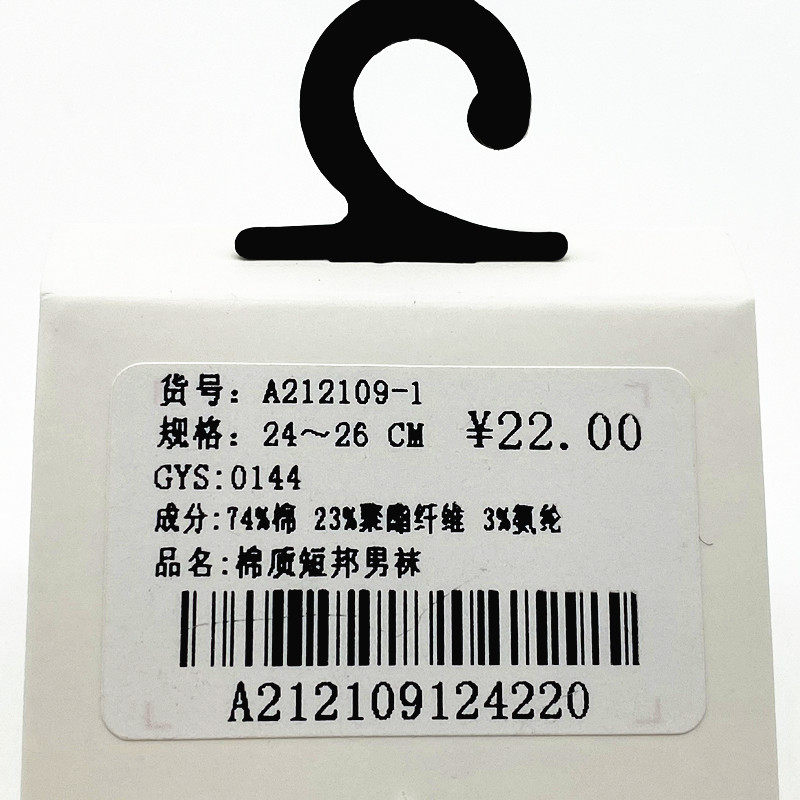 货号：A212109-1
规格：24～26 CM ¥22.00
GYS:0144
成分:74%棉 23%聚酯纤维 3%氨纶
品名:棉质短邦男袜
A212109124220